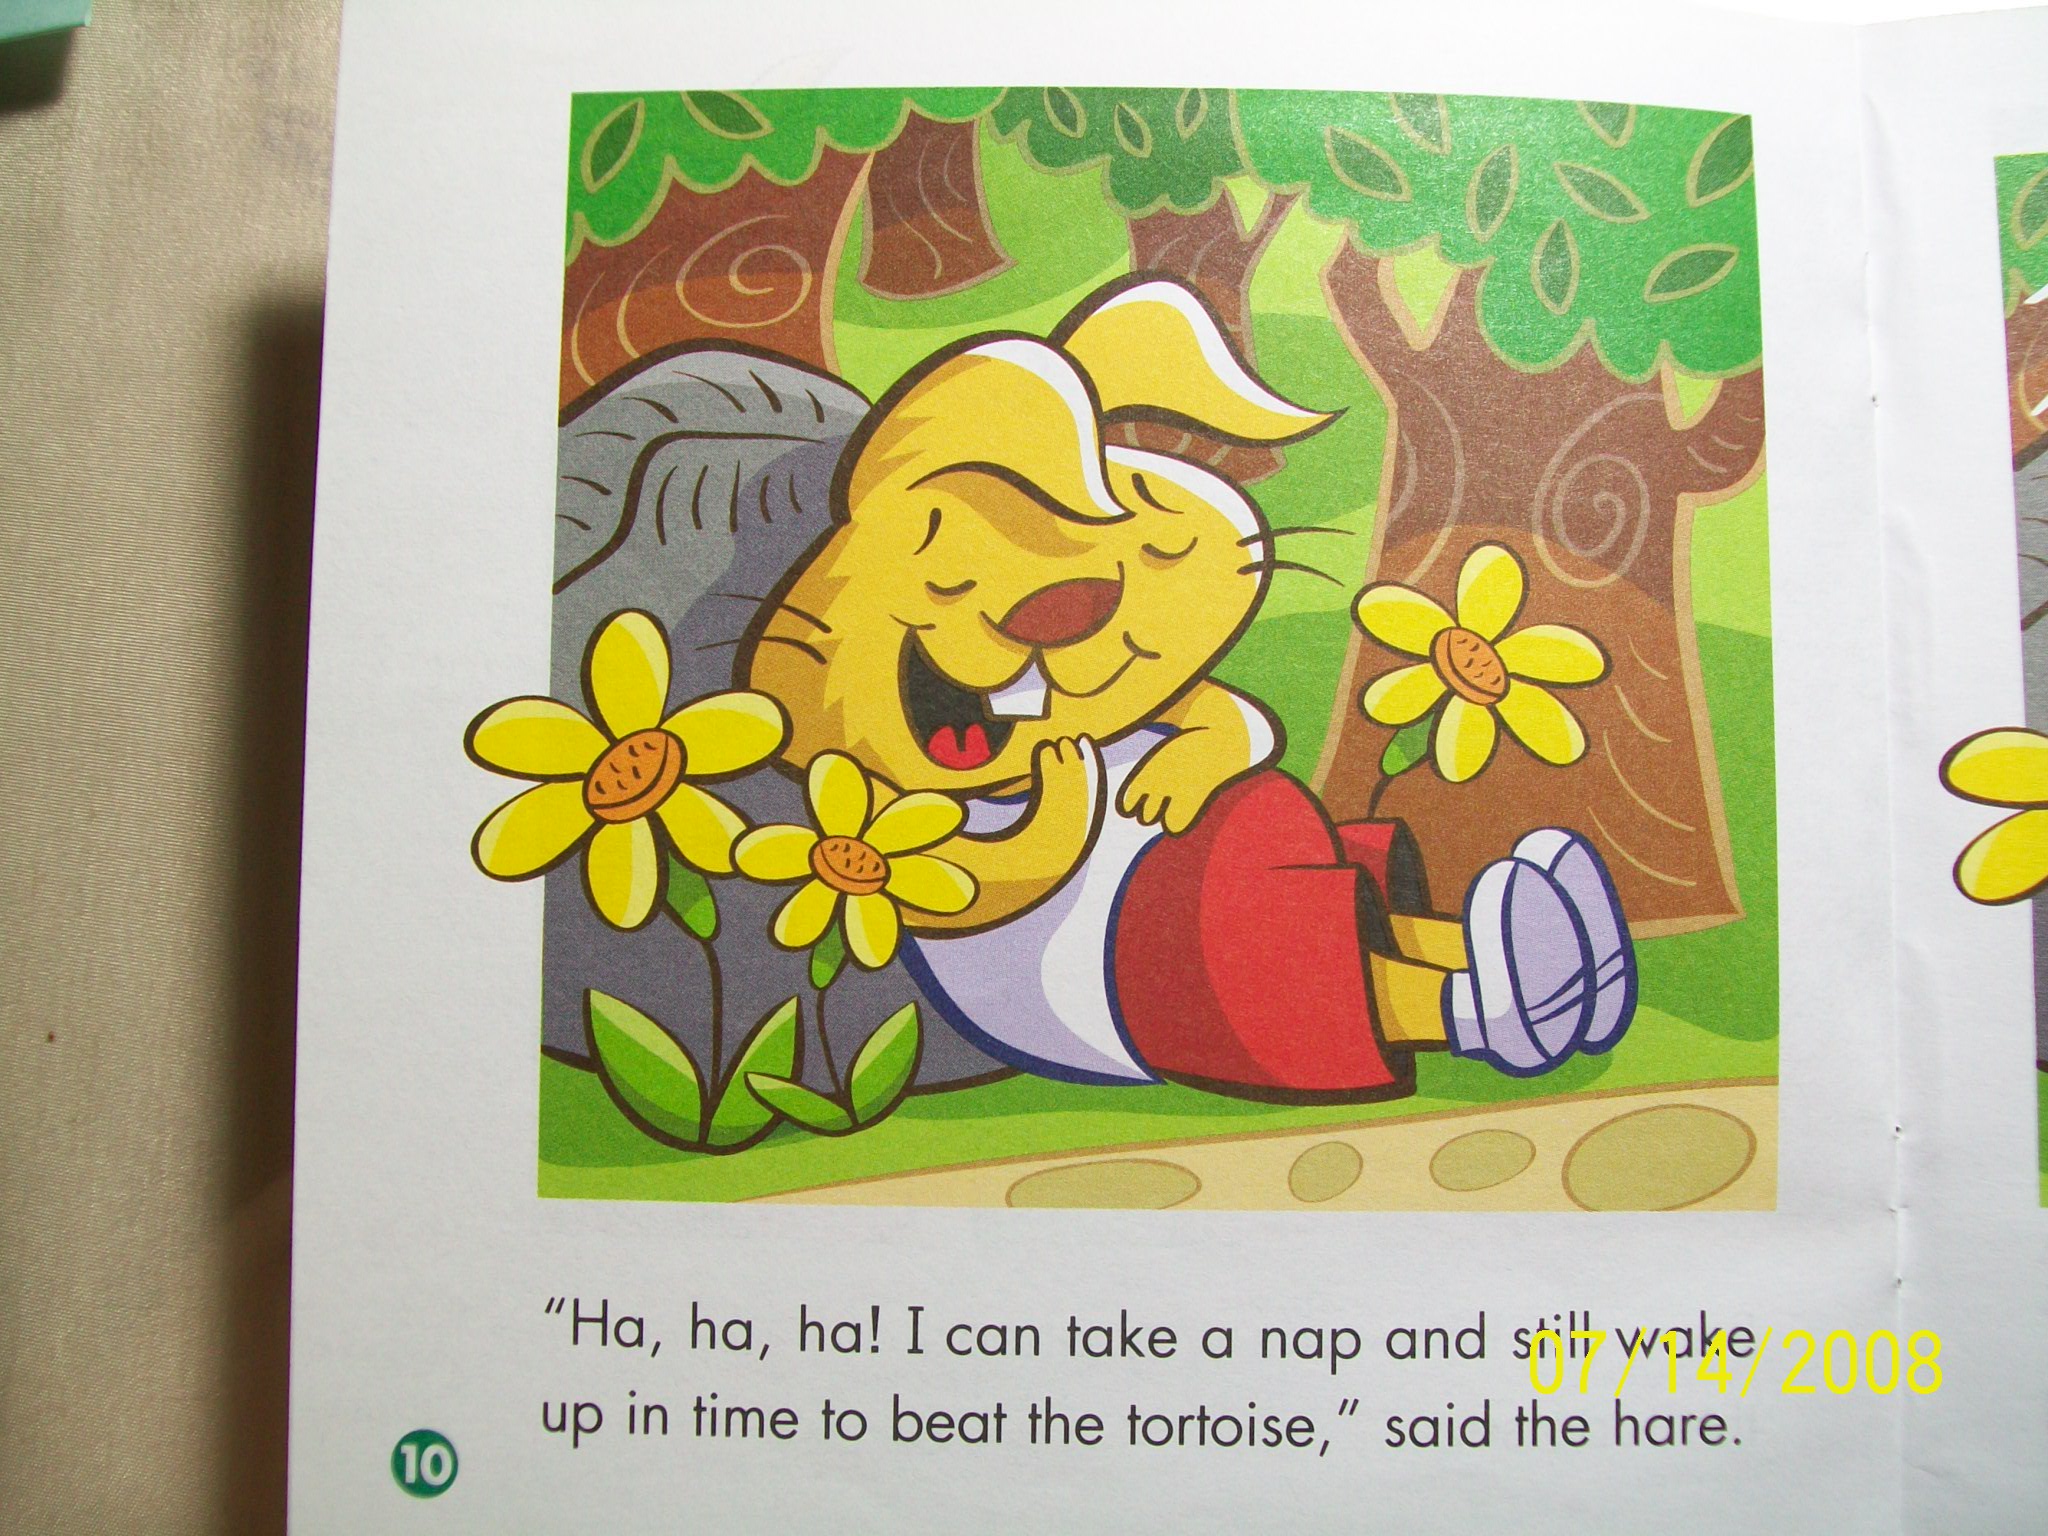 “Ha, ha, ha! I can take a nap and still wake
up in time to beat the tortoise,” said the hare.
07/14/2008
10